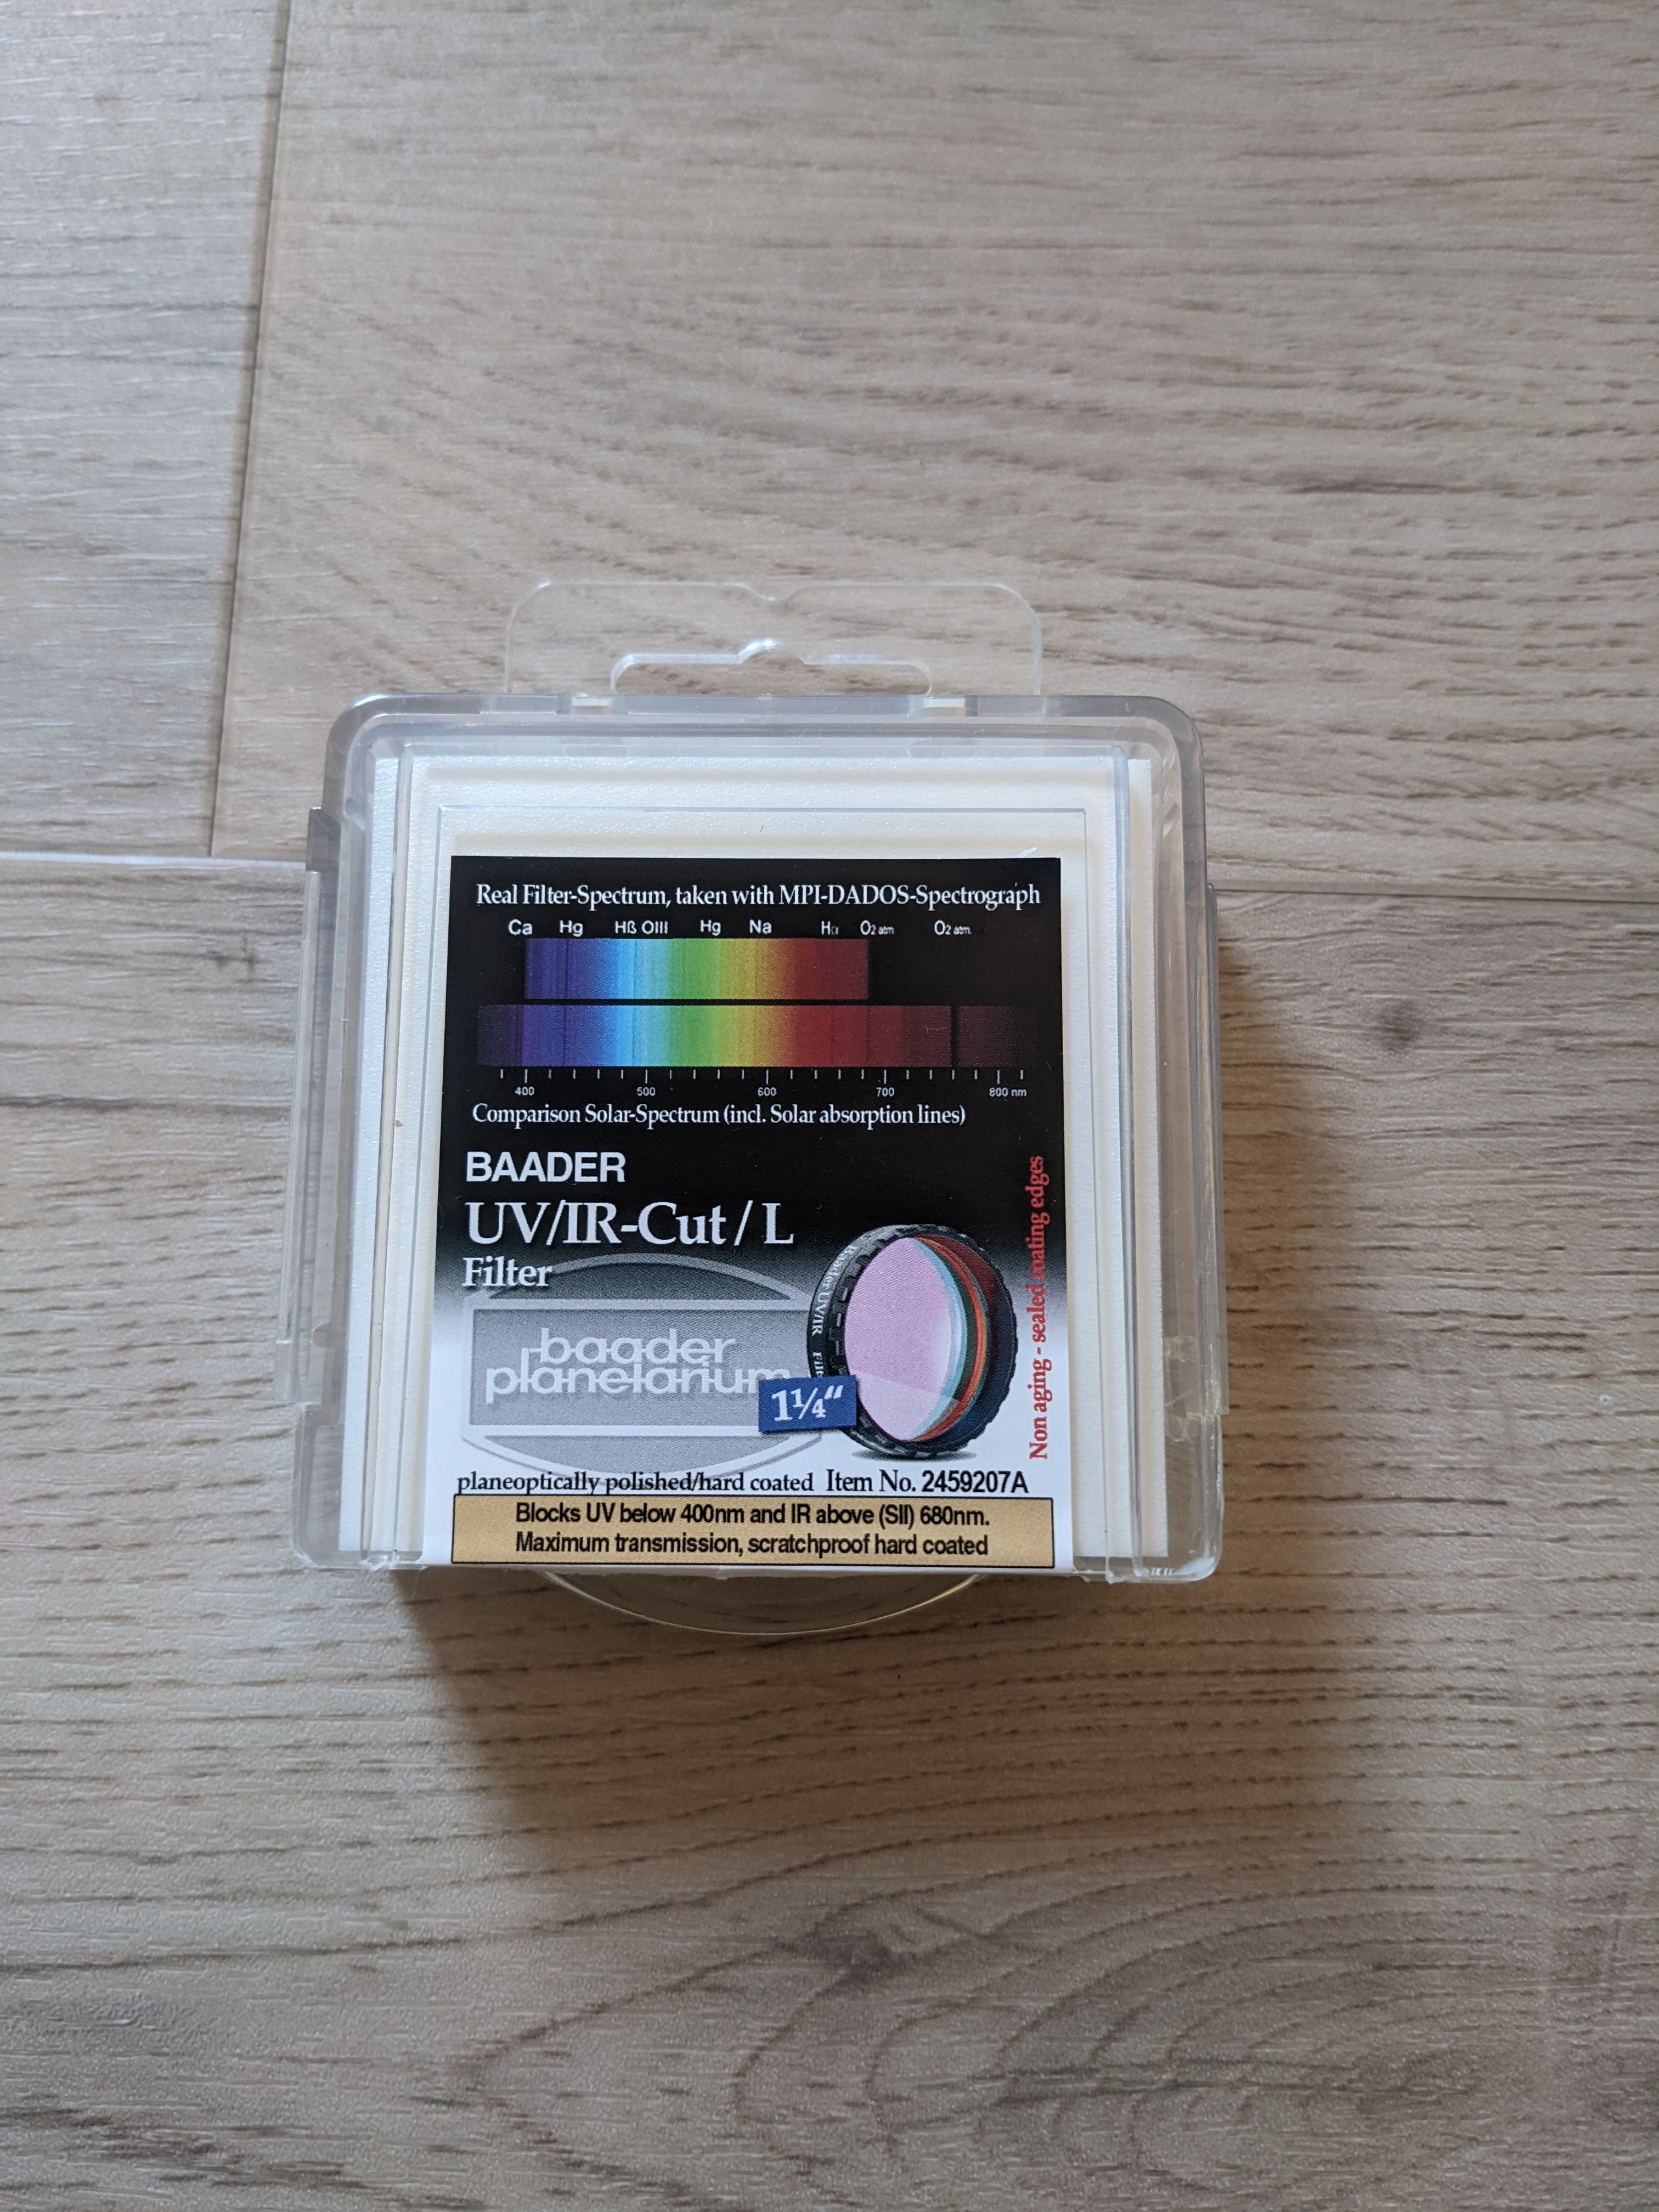 Real Filter-Spectrum, taken with MPI-DADOS-Spectrograph
Ca Hg Hß OIII Hg Na Hα O2 atm O2 atm.
400 500 600 700 800 nm
Comparison Solar-Spectrum (incl. Solar absorption lines)
BAADER
UV/IR-Cut / L
Filter
baader
planetarium
Baader UV/IR
1¼“
Non aging - sealed coating edges
planeoptically polished/hard coated Item No. 2459207A
Blocks UV below 400nm and IR above (SII) 680nm.
Maximum transmission, scratchproof hard coated